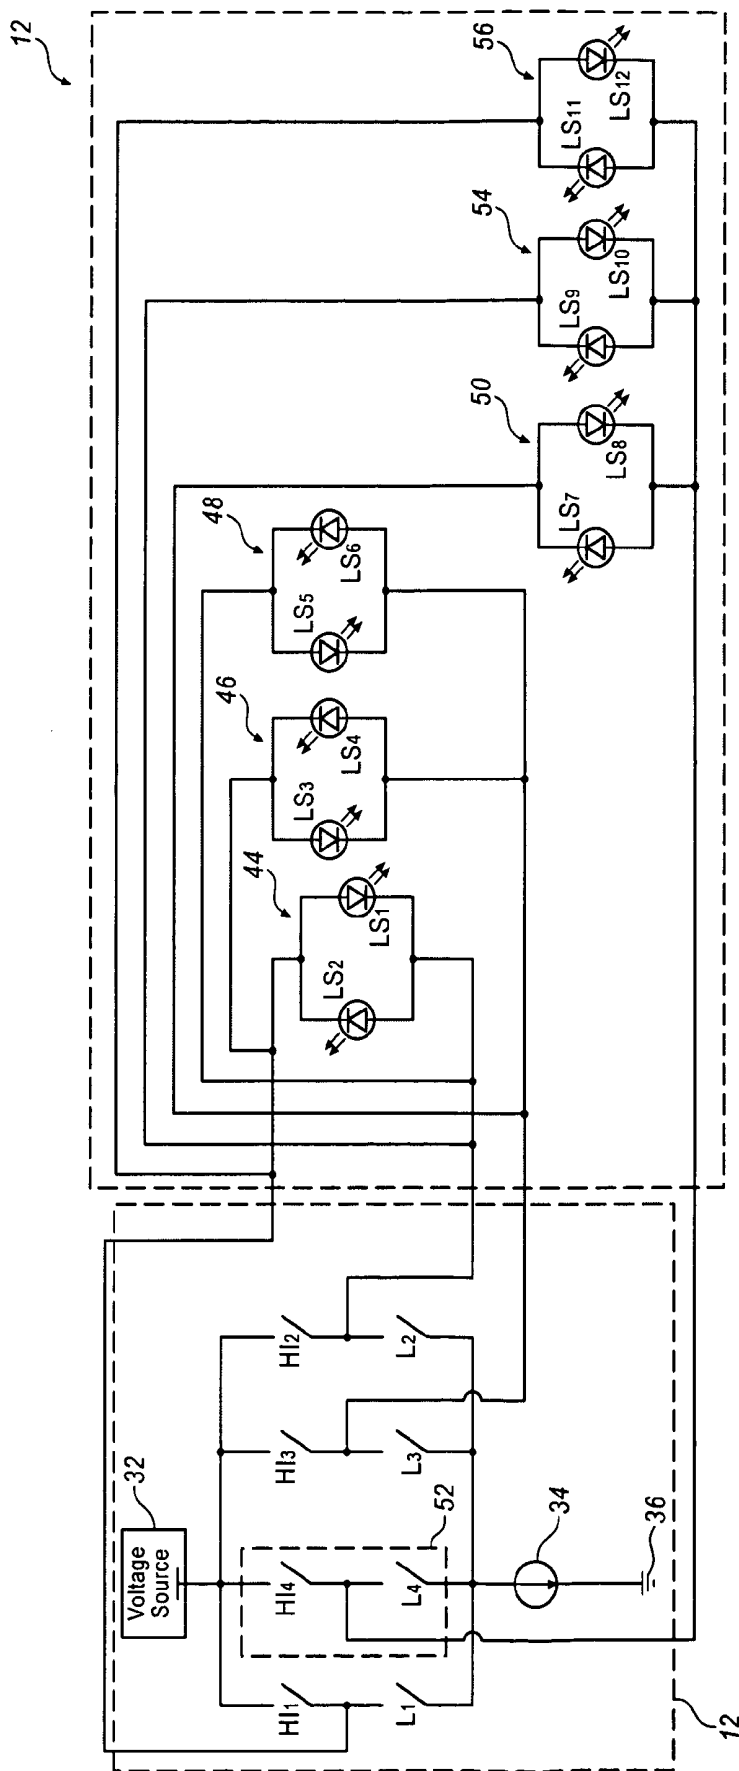 12
Voltage
Source
32
HI1
HI4
HI3
HI2
L1
L4
L3
L2
52
34
36
12
44
LS2
LS1
46
LS3
LS4
48
LS5
LS6
50
LS7
LS8
54
LS9
LS10
56
LS11
LS12